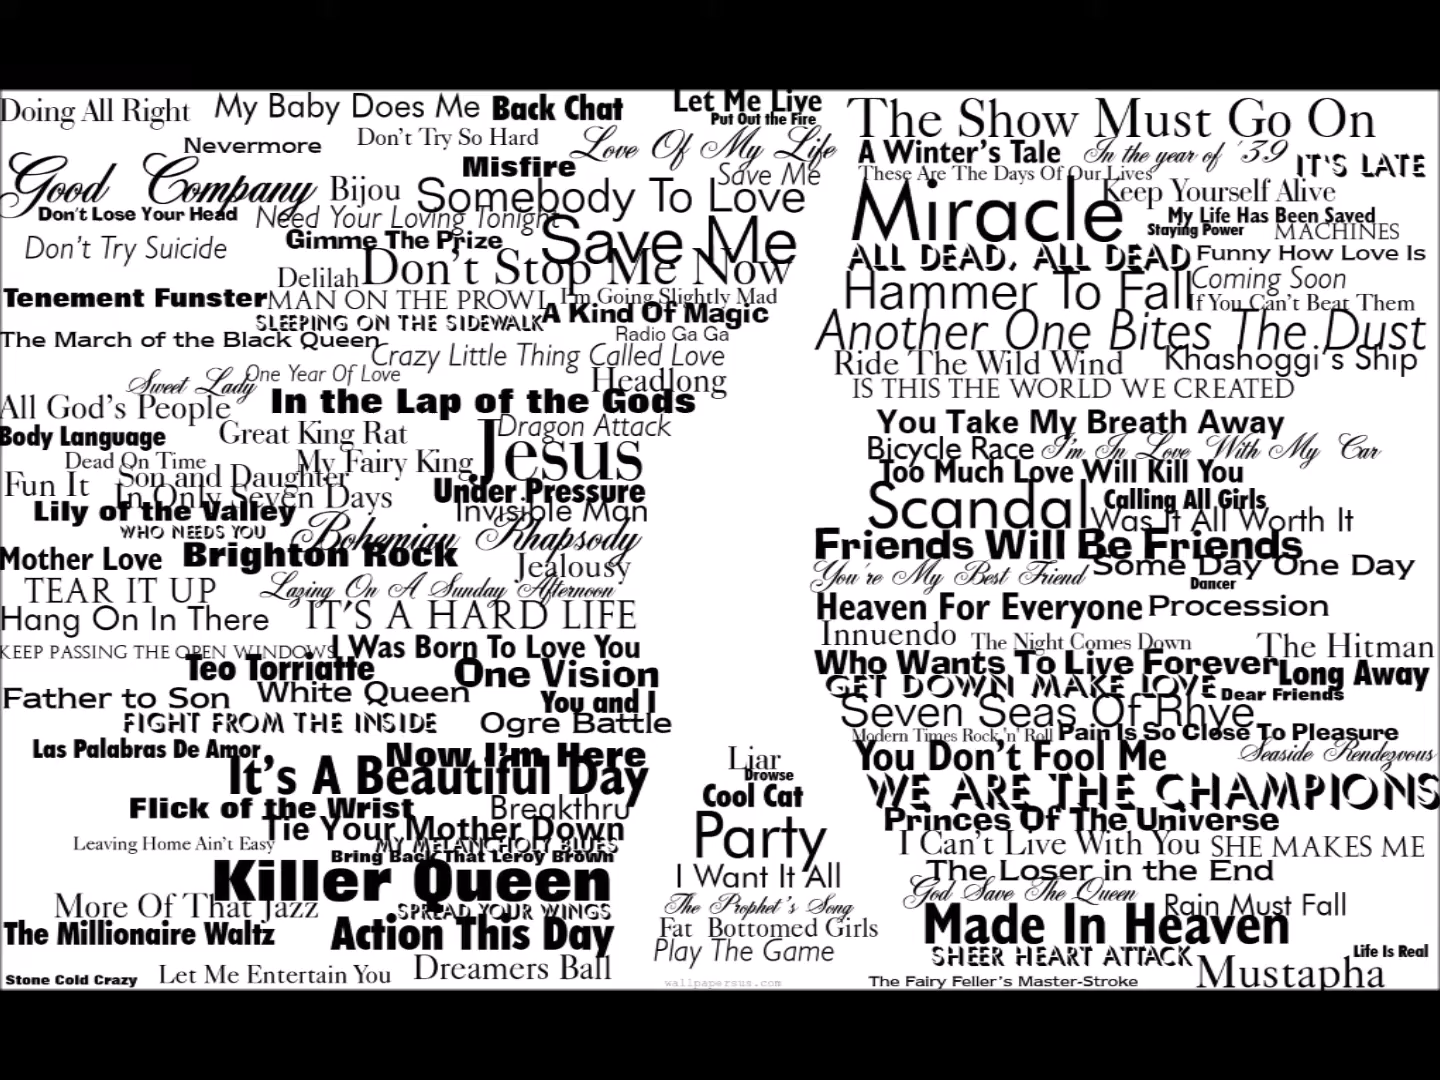 Doing All Right
My Baby Does Me
Back Chat
Let Me Live
Put Out the Fire
Nevermore
Don't Try So Hard
Love Of My Life
Misfire
Save Me
Good Company
Bijou
Somebody To Love
Don't Lose Your Head
Need Your Loving Tonight
Don't Try Suicide
Gimme The Prize
Save Me
Delilah
Don't Stop Me Now
Tenement Funster
MAN ON THE PROWL
I'm Going Slightly Mad
SLEEPING ON THE SIDEWALK
A Kind Of Magic
The March of the Black Queen
Radio Ga Ga
Crazy Little Thing Called Love
Sweet Lady
One Year Of Love
Headlong
All God's People
In the Lap of the Gods
Body Language
Great King Rat
Dragon Attack
Jesus
Dead On Time
My Fairy King
Fun It
Son and Daughter
In Only Seven Days
Under Pressure
Lily of the Valley
Invisible Man
WHO NEEDS YOU
Bohemian Rhapsody
Mother Love
Brighton Rock
Jealousy
TEAR IT UP
Lazing On A Sunday Afternoon
Hang On In There
IT'S A HARD LIFE
KEEP PASSING THE OPEN WINDOWS
I Was Born To Love You
Teo Torriatte
One Vision
Father to Son
White Queen
You and I
FIGHT FROM THE INSIDE
Ogre Battle
Las Palabras De Amor
Now I'm Here
It's A Beautiful Day
Flick of the Wrist
Breakthru
Tie Your Mother Down
Leaving Home Ain't Easy
MY MELANCHOLY BLUES
Bring Back That Leroy Brown
Killer Queen
More Of That Jazz
SPREAD YOUR WINGS
The Millionaire Waltz
Action This Day
Stone Cold Crazy
Let Me Entertain You
Dreamers Ball
Liar
Drowse
Cool Cat
Party
I Want It All
The Prophet's Song
Fat Bottomed Girls
Play The Game
wallpapersus.com
The Show Must Go On
A Winter's Tale
In the year of '39
IT'S LATE
These Are The Days Of Our Lives
Keep Yourself Alive
Miracle
My Life Has Been Saved
Staying Power
MACHINES
ALL DEAD, ALL DEAD
Funny How Love Is
Coming Soon
Hammer To Fall
If You Can't Beat Them
Another One Bites The Dust
Ride The Wild Wind
Khashoggi's Ship
IS THIS THE WORLD WE CREATED
You Take My Breath Away
Bicycle Race
I'm In Love With My Car
Too Much Love Will Kill You
Scandal
Calling All Girls
Was It All Worth It
Friends Will Be Friends
You're My Best Friend
Some Day One Day
Dancer
Heaven For Everyone
Procession
Innuendo
The Night Comes Down
The Hitman
Who Wants To Live Forever
Long Away
GET DOWN MAKE LOVE
Dear Friends
Seven Seas Of Rhye
Modern Times Rock 'n' Roll
Pain Is So Close To Pleasure
You Don't Fool Me
Seaside Rendezvous
WE ARE THE CHAMPIONS
Princes Of The Universe
I Can't Live With You
SHE MAKES ME
The Loser in the End
God Save The Queen
Rain Must Fall
Made In Heaven
SHEER HEART ATTACK
Life Is Real
Mustapha
The Fairy Feller's Master-Stroke